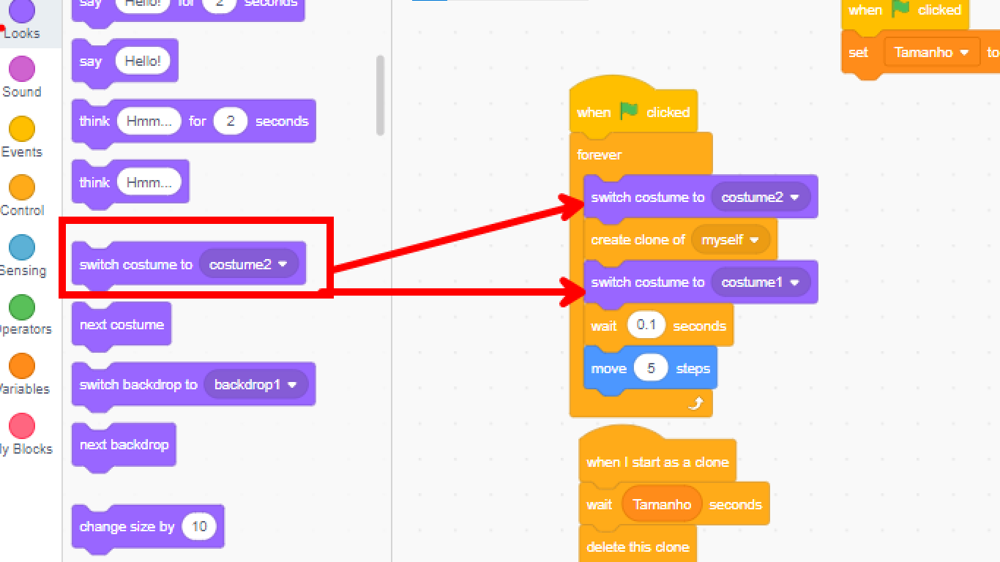 Looks
Sound
Events
Control
Sensing
Operators
Variables
My Blocks
say Hello! for 2 seconds
say Hello!
think Hmm... for 2 seconds
think Hmm...
switch costume to costume2
next costume
switch backdrop to backdrop1
next backdrop
change size by 10
when clicked
set Tamanho to
when clicked
forever
switch costume to costume2
create clone of myself
switch costume to costume1
wait 0.1 seconds
move 5 steps
when I start as a clone
wait Tamanho seconds
delete this clone